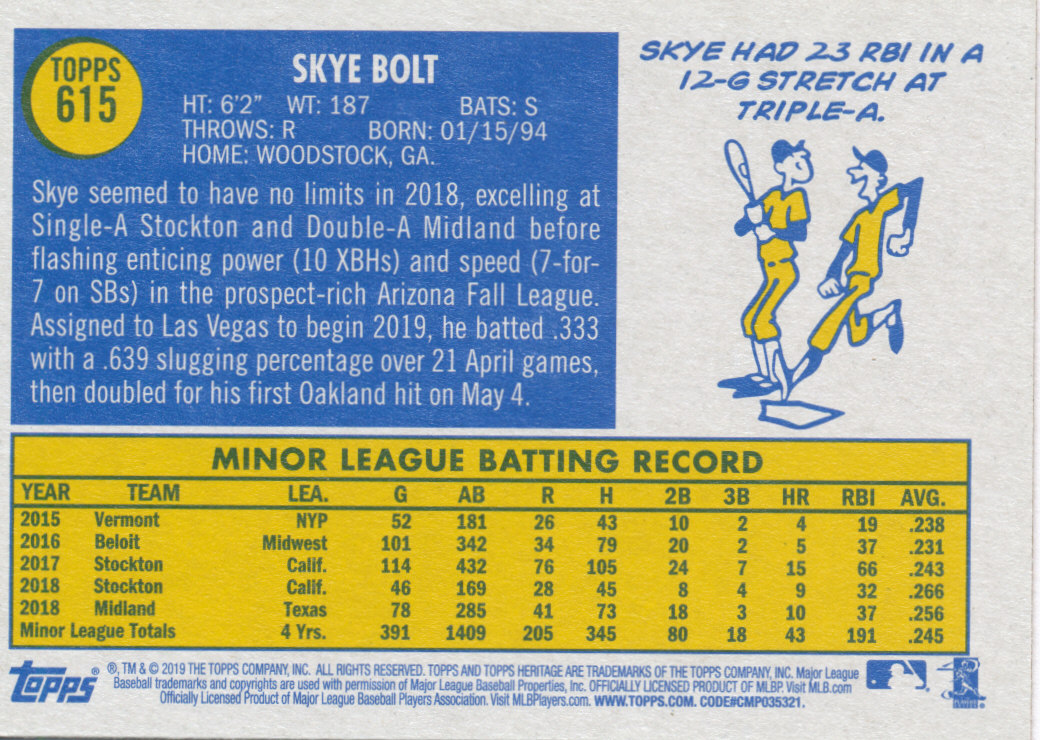 TOPPS
615
SKYE BOLT
HT: 6'2" WT: 187 BATS: S
THROWS: R BORN: 01/15/94
HOME: WOODSTOCK, GA.
Skye seemed to have no limits in 2018, excelling at
Single-A Stockton and Double-A Midland before
flashing enticing power (10 XBHs) and speed (7-for-
7 on SBs) in the prospect-rich Arizona Fall League.
Assigned to Las Vegas to begin 2019, he batted .333
with a .639 slugging percentage over 21 April games,
then doubled for his first Oakland hit on May 4.
SKYE HAD 23 RBI IN A
12-G STRETCH AT
TRIPLE-A.
MINOR LEAGUE BATTING RECORD
YEAR TEAM LEA. G AB R H 2B 3B HR RBI AVG.
2015 Vermont NYP 52 181 26 43 10 2 4 19 .238
2016 Beloit Midwest 101 342 34 79 20 2 5 37 .231
2017 Stockton Calif. 114 432 76 105 24 7 15 66 .243
2018 Stockton Calif. 46 169 28 45 8 4 9 32 .266
2018 Midland Texas 78 285 41 73 18 3 10 37 .256
Minor League Totals 4 Yrs. 391 1409 205 345 80 18 43 191 .245
Topps® ®, TM & © 2019 THE TOPPS COMPANY, INC. ALL RIGHTS RESERVED. TOPPS AND TOPPS HERITAGE ARE TRADEMARKS OF THE TOPPS COMPANY, INC. Major League
Baseball trademarks and copyrights are used with permission of Major League Baseball Properties, Inc. OFFICIALLY LICENSED PRODUCT OF MLBP. Visit MLB.com
Officially Licensed Product of Major League Baseball Players Association. Visit MLBPlayers.com. WWW.TOPPS.COM. CODE#CMP035321.